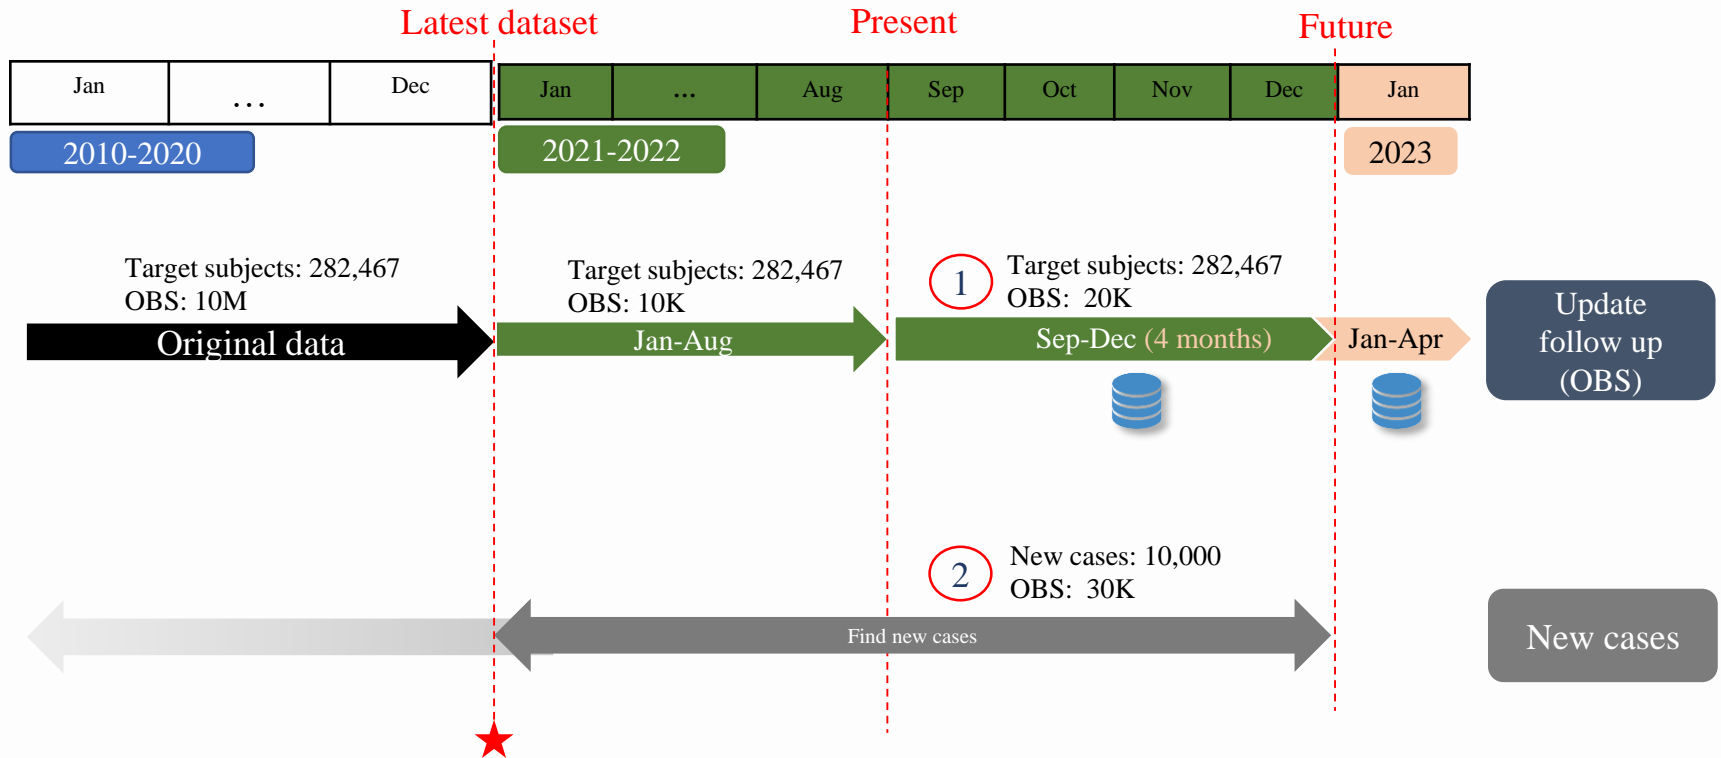 Latest dataset
Present
Future
Jan
...
Dec
Jan
...
Aug
Sep
Oct
Nov
Dec
Jan
2010-2020
2021-2022
2023
Target subjects: 282,467
OBS: 10M
Original data
Target subjects: 282,467
OBS: 10K
Jan-Aug
1
Target subjects: 282,467
OBS: 20K
Sep-Dec (4 months)
Jan-Apr
Update
follow up
(OBS)
2
New cases: 10,000
OBS: 30K
Find new cases
New cases